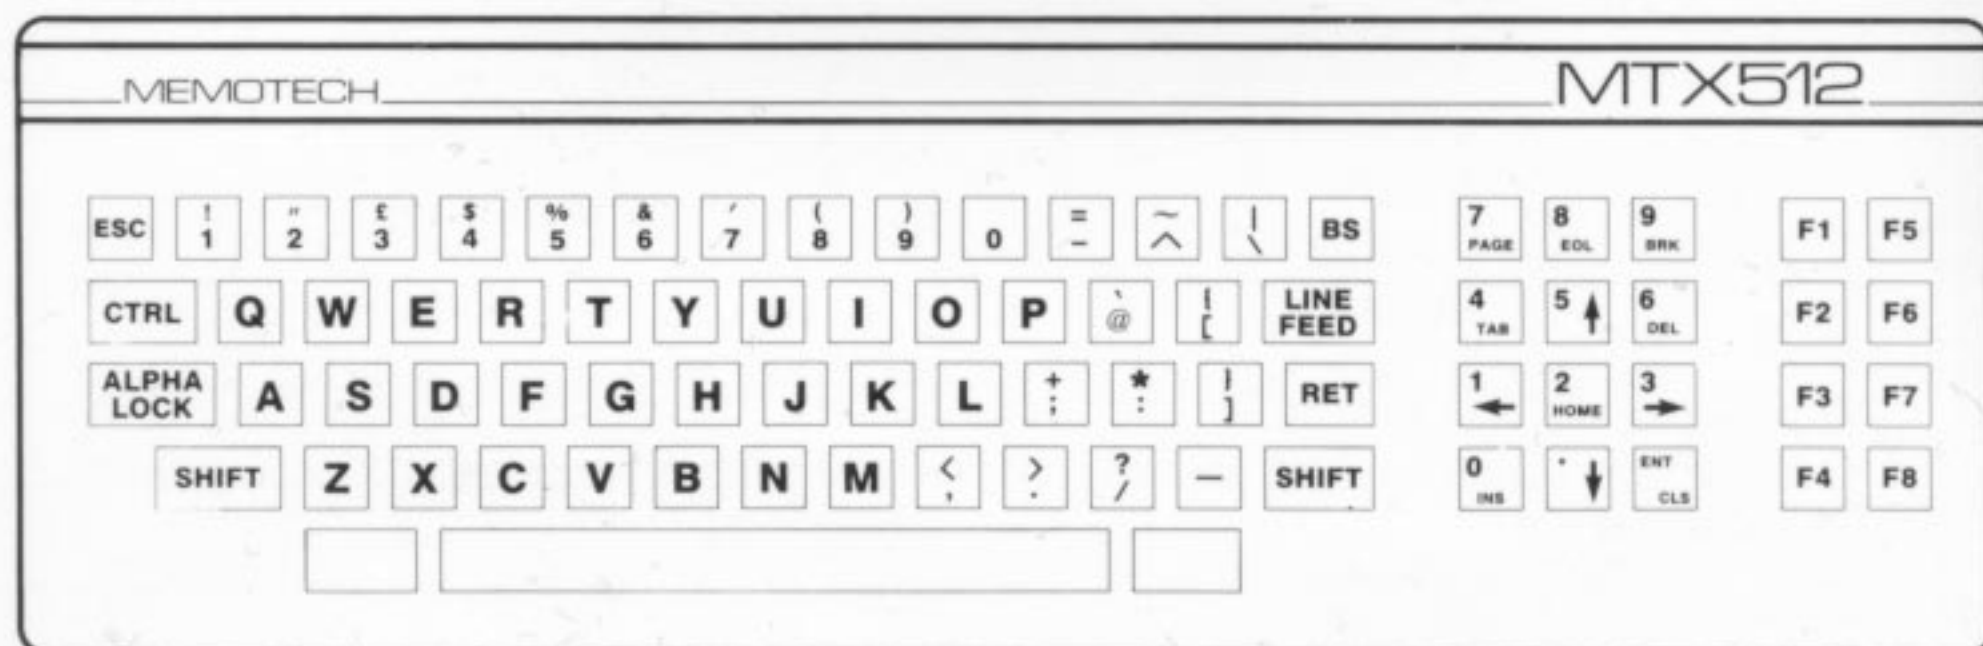 MEMOTECH MTX512
! " £ $ % & ' ( ) = ~ |
ESC 1 2 3 4 5 6 7 8 9 0 - ^ \ BS 7 PAGE 8 EOL 9 BRK F1 F5
` {
CTRL Q W E R T Y U I O P @ [ LINE FEED 4 TAB 5 ↑ 6 DEL F2 F6
+ * }
ALPHA LOCK A S D F G H J K L ; : ] RET 1 ← 2 HOME 3 → F3 F7
< > ?
SHIFT Z X C V B N M , . / — SHIFT 0 INS . ↓ ENT CLS F4 F8